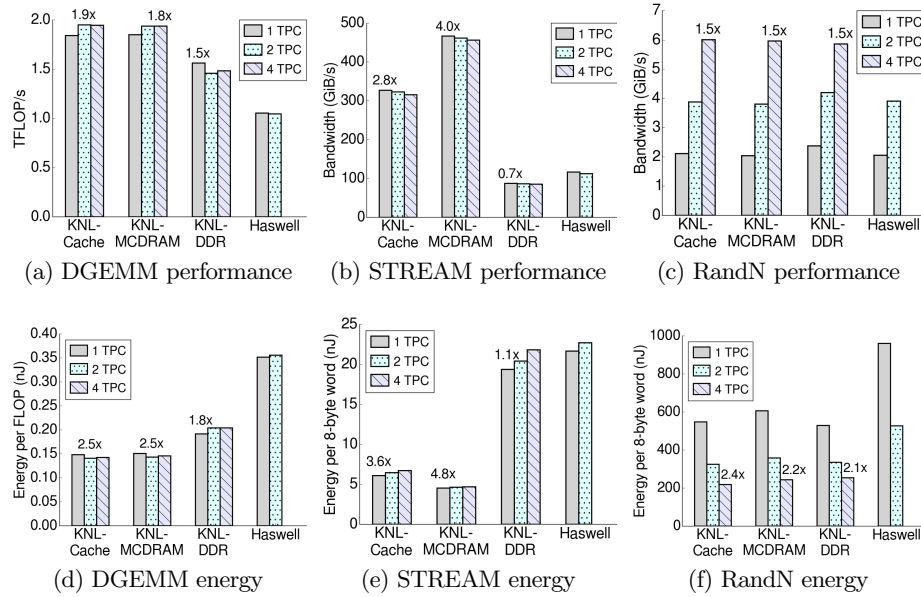 2.0
1.5
1.0
0.5
0.0
TFLOP/s
1.9x
1.8x
1.5x
1 TPC
2 TPC
4 TPC
KNL-
Cache
KNL-
MCDRAM
KNL-
DDR
Haswell
(a) DGEMM performance
500
400
300
200
100
0
Bandwidth (GiB/s)
2.8x
4.0x
0.7x
1 TPC
2 TPC
4 TPC
KNL-
Cache
KNL-
MCDRAM
KNL-
DDR
Haswell
(b) STREAM performance
7
6
5
4
3
2
1
0
Bandwidth (GiB/s)
1.5x
1.5x
1.5x
1 TPC
2 TPC
4 TPC
KNL-
Cache
KNL-
MCDRAM
KNL-
DDR
Haswell
(c) RandN performance
0.40
0.35
0.30
0.25
0.20
0.15
0.10
0.05
0.00
Energy per FLOP (nJ)
1 TPC
2 TPC
4 TPC
2.5x
2.5x
1.8x
KNL-
Cache
KNL-
MCDRAM
KNL-
DDR
Haswell
(d) DGEMM energy
25
20
15
10
5
0
Energy per 8-byte word (nJ)
1 TPC
2 TPC
4 TPC
3.6x
4.8x
1.1x
KNL-
Cache
KNL-
MCDRAM
KNL-
DDR
Haswell
(e) STREAM energy
1000
800
600
400
200
0
Energy per 8-byte word (nJ)
1 TPC
2 TPC
4 TPC
2.4x
2.2x
2.1x
KNL-
Cache
KNL-
MCDRAM
KNL-
DDR
Haswell
(f) RandN energy